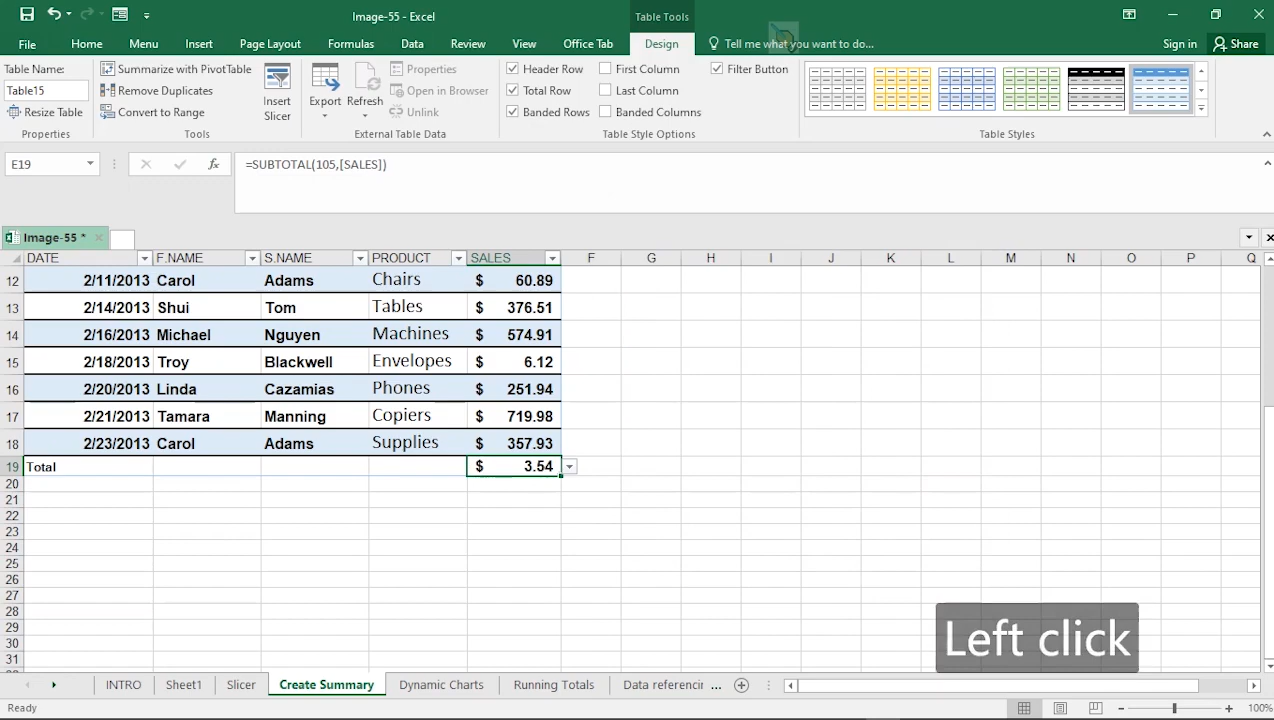 Image-55 - Excel
Table Tools
File Home Menu Insert Page Layout Formulas Data Review View Office Tab Design Tell me what you want to do... Sign in Share
Table Name:
Table15
Resize Table
Properties
Summarize with PivotTable
Remove Duplicates
Convert to Range
Tools
Insert
Slicer
Export
Refresh
Properties
Open in Browser
Unlink
External Table Data
Header Row First Column Filter Button
Total Row Last Column
Banded Rows Banded Columns
Table Style Options
Table Styles
E19 fx =SUBTOTAL(105,[SALES])
Image-55 *
DATE F.NAME S.NAME PRODUCT SALES F G H I J K L M N O P Q
12 2/11/2013 Carol Adams Chairs $ 60.89
13 2/14/2013 Shui Tom Tables $ 376.51
14 2/16/2013 Michael Nguyen Machines $ 574.91
15 2/18/2013 Troy Blackwell Envelopes $ 6.12
16 2/20/2013 Linda Cazamias Phones $ 251.94
17 2/21/2013 Tamara Manning Copiers $ 719.98
18 2/23/2013 Carol Adams Supplies $ 357.93
19 Total $ 3.54
20
21
22
23
24
25
26
27
28
29
30
31
Left click
INTRO Sheet1 Slicer Create Summary Dynamic Charts Running Totals Data referencin ...
Ready 100%